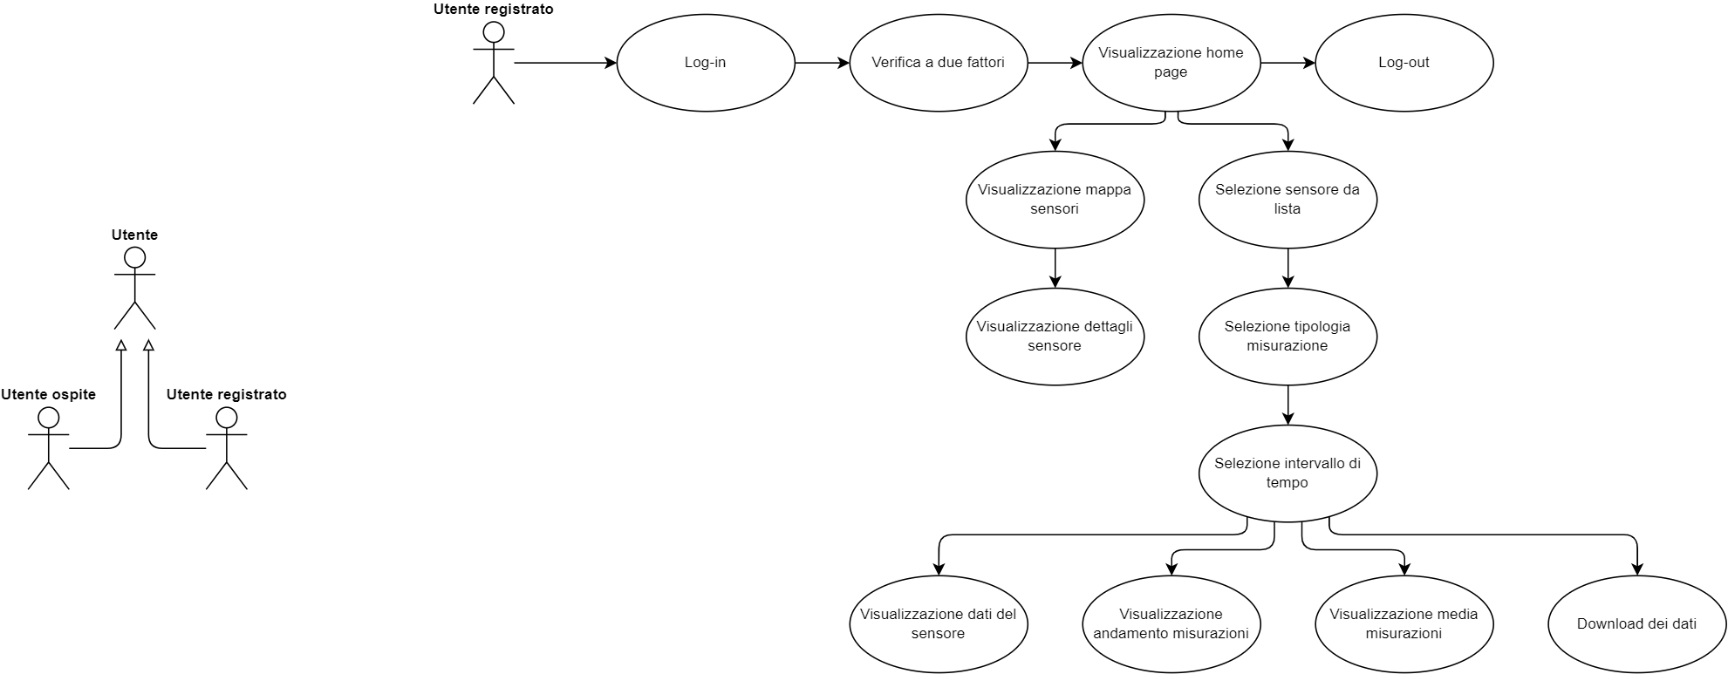 Utente registrato
Log-in
Verifica a due fattori
Visualizzazione home
page
Log-out
Visualizzazione mappa
sensori
Selezione sensore da
lista
Utente
Visualizzazione dettagli
sensore
Selezione tipologia
misurazione
Utente ospite
Utente registrato
Selezione intervallo di
tempo
Visualizzazione dati del
sensore
Visualizzazione
andamento misurazioni
Visualizzazione media
misurazioni
Download dei dati